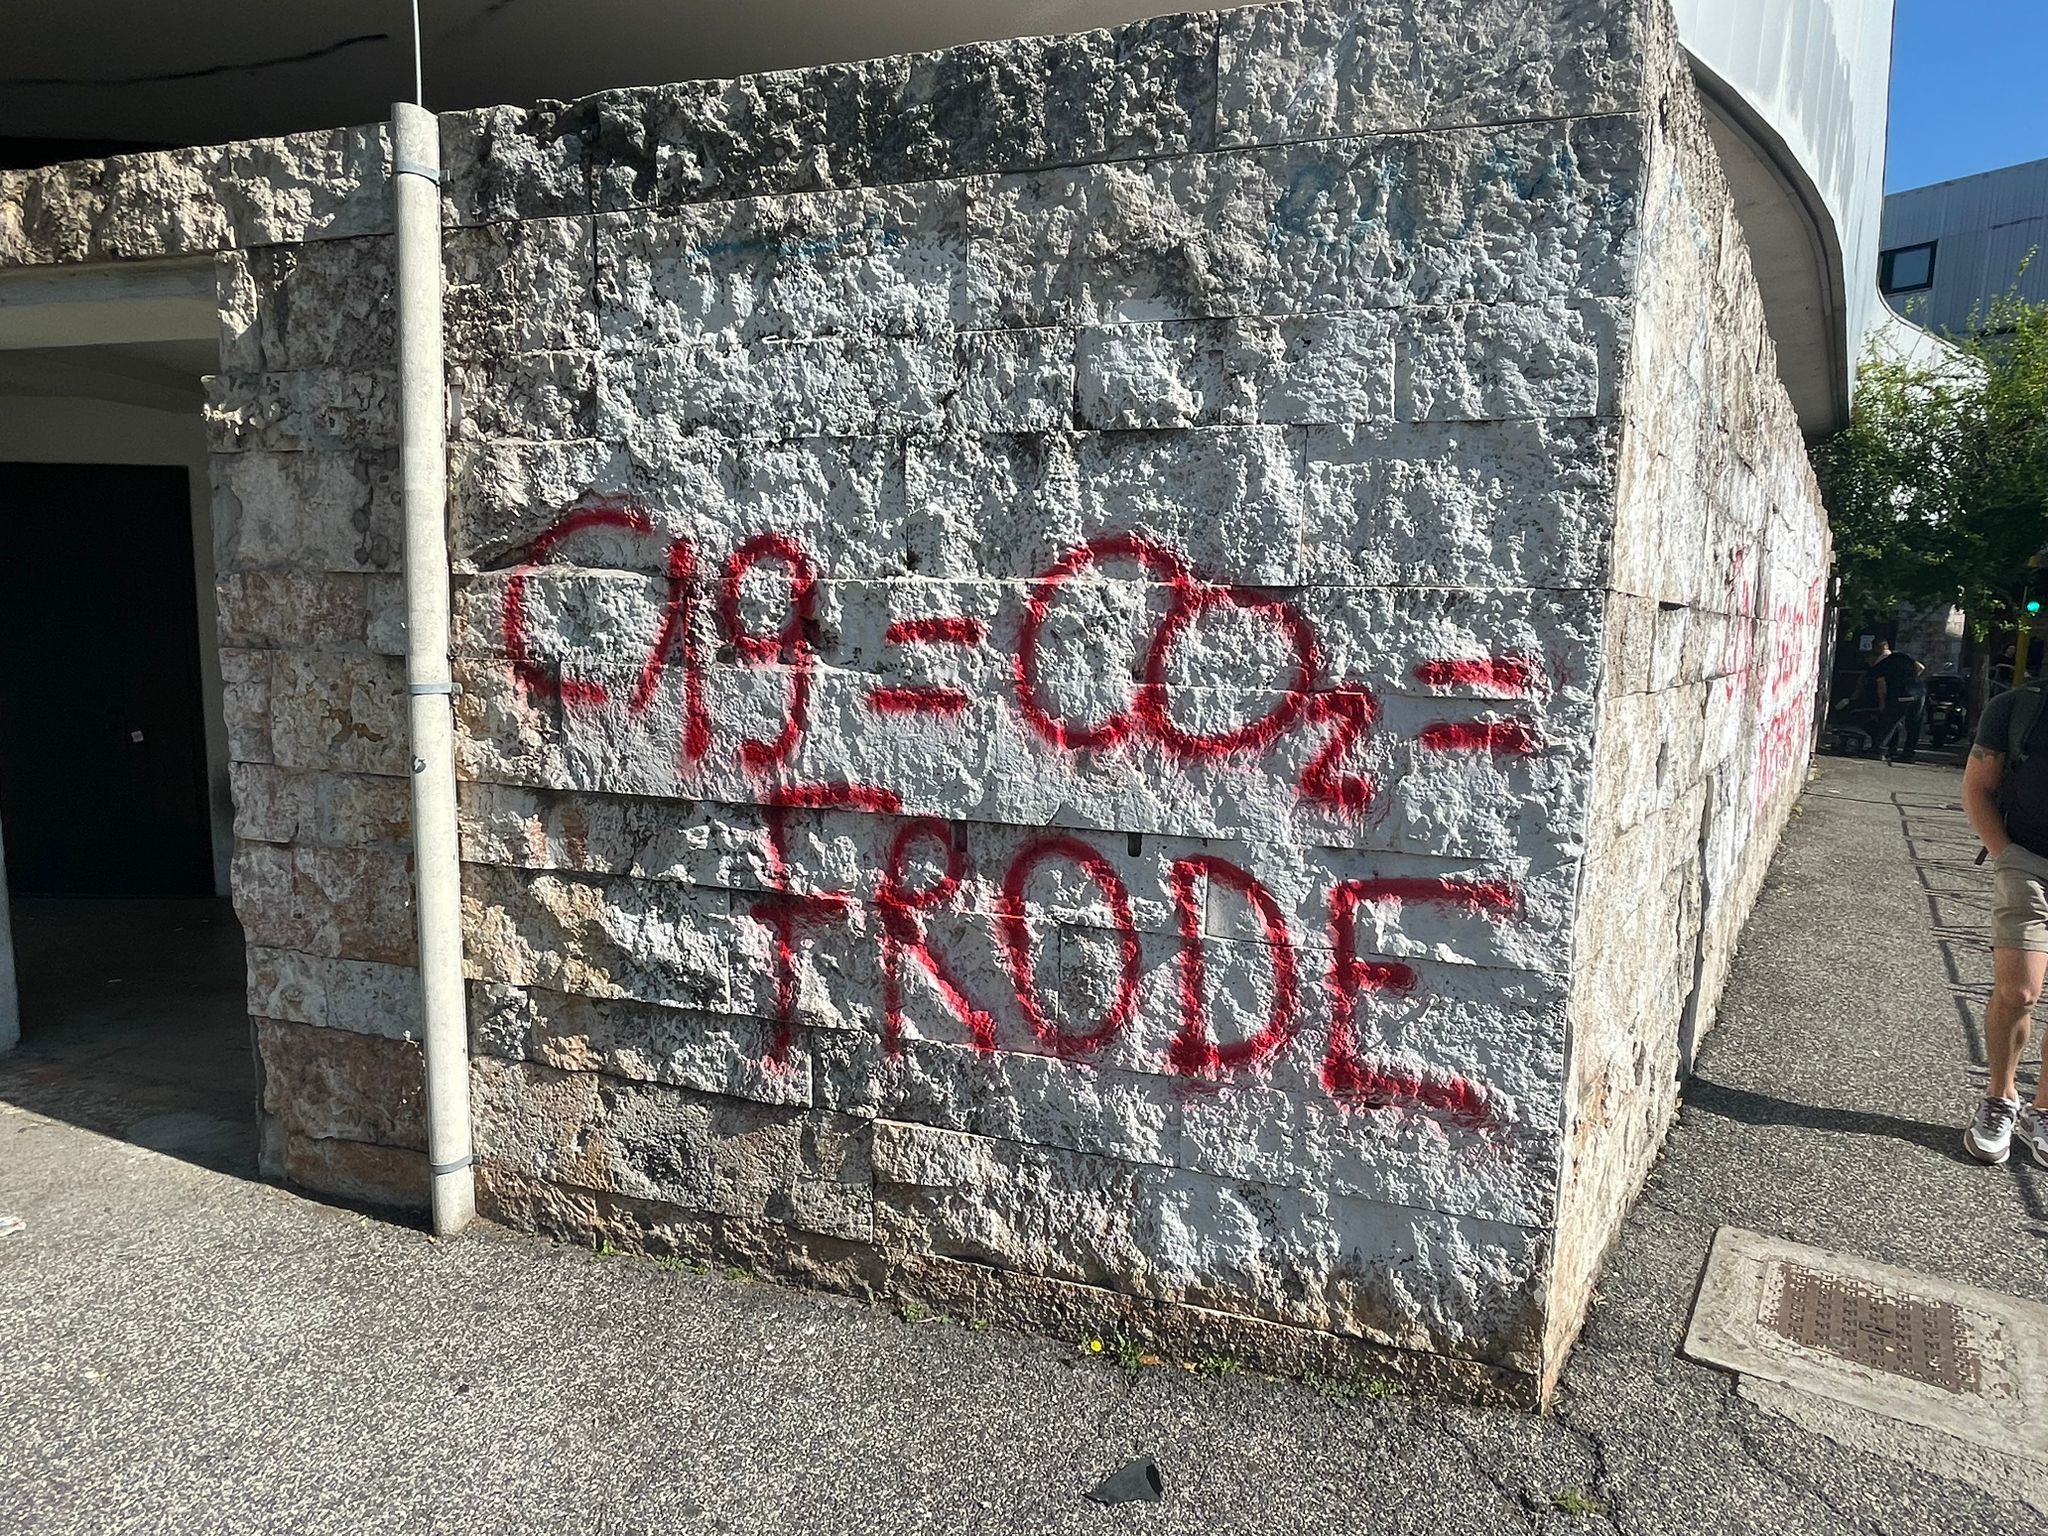 C19 = CO2 =
FRODE